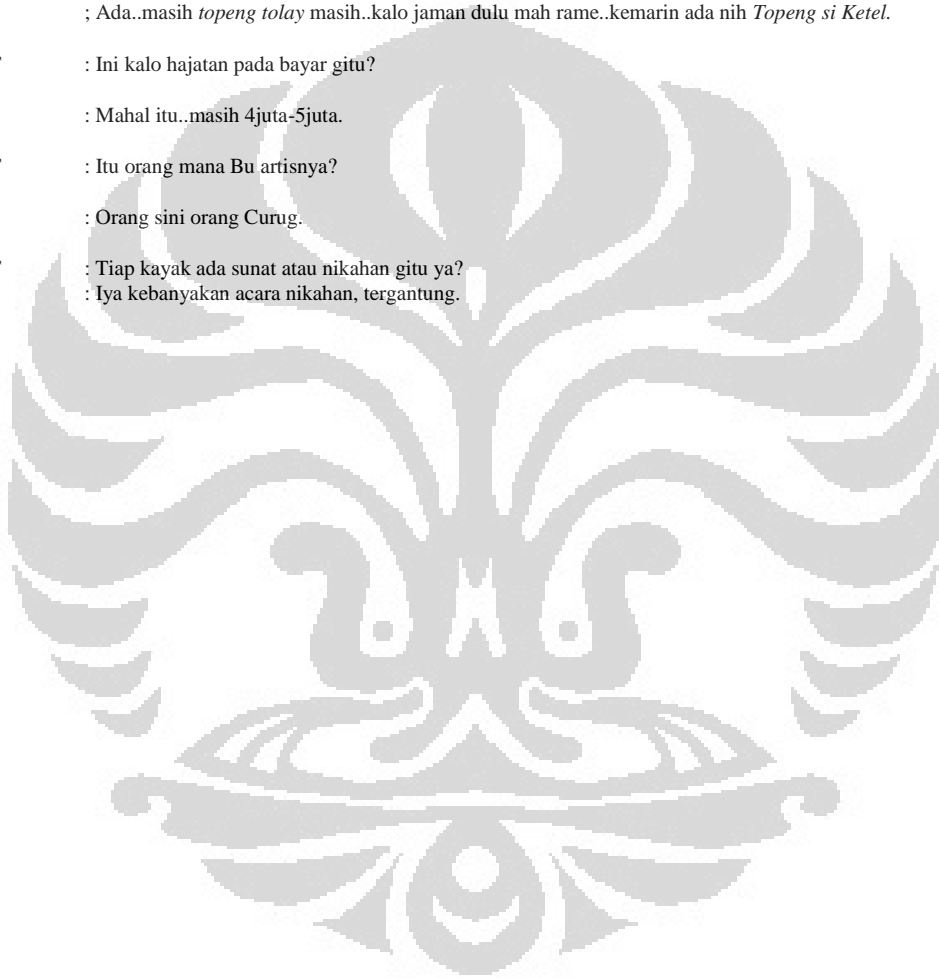 ; Ada..masih topeng tolay masih..kalo jaman dulu mah rame..kemarin ada nih Topeng si Ketel.
: Ini kalo hajatan pada bayar gitu?
: Mahal itu..masih 4juta-5juta.
: Itu orang mana Bu artisnya?
: Orang sini orang Curug.
: Tiap kayak ada sunat atau nikahan gitu ya?
: Iya kebanyakan acara nikahan, tergantung.